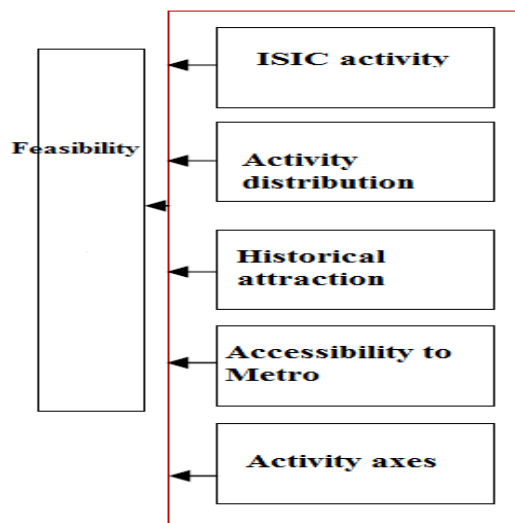 ISIC activity
Feasibility
Activity
distribution
Historical
attraction
Accessibility to
Metro
Activity axes